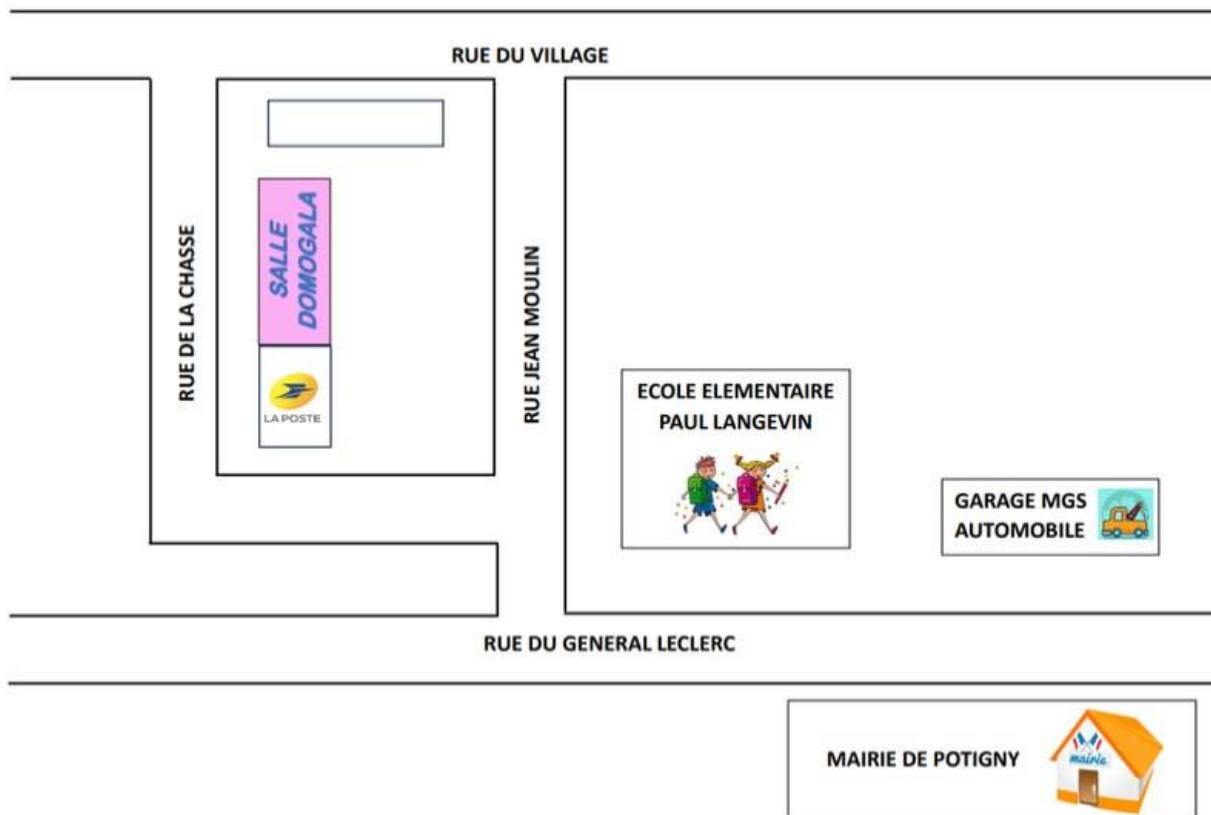 RUE DU VILLAGE
RUE DE LA CHASSE
SALLE
DOMOGALA
LA POSTE
RUE JEAN MOULIN
ECOLE ELEMENTAIRE
PAUL LANGEVIN
GARAGE MGS
AUTOMOBILE
RUE DU GENERAL LECLERC
MAIRIE DE POTIGNY
mairie